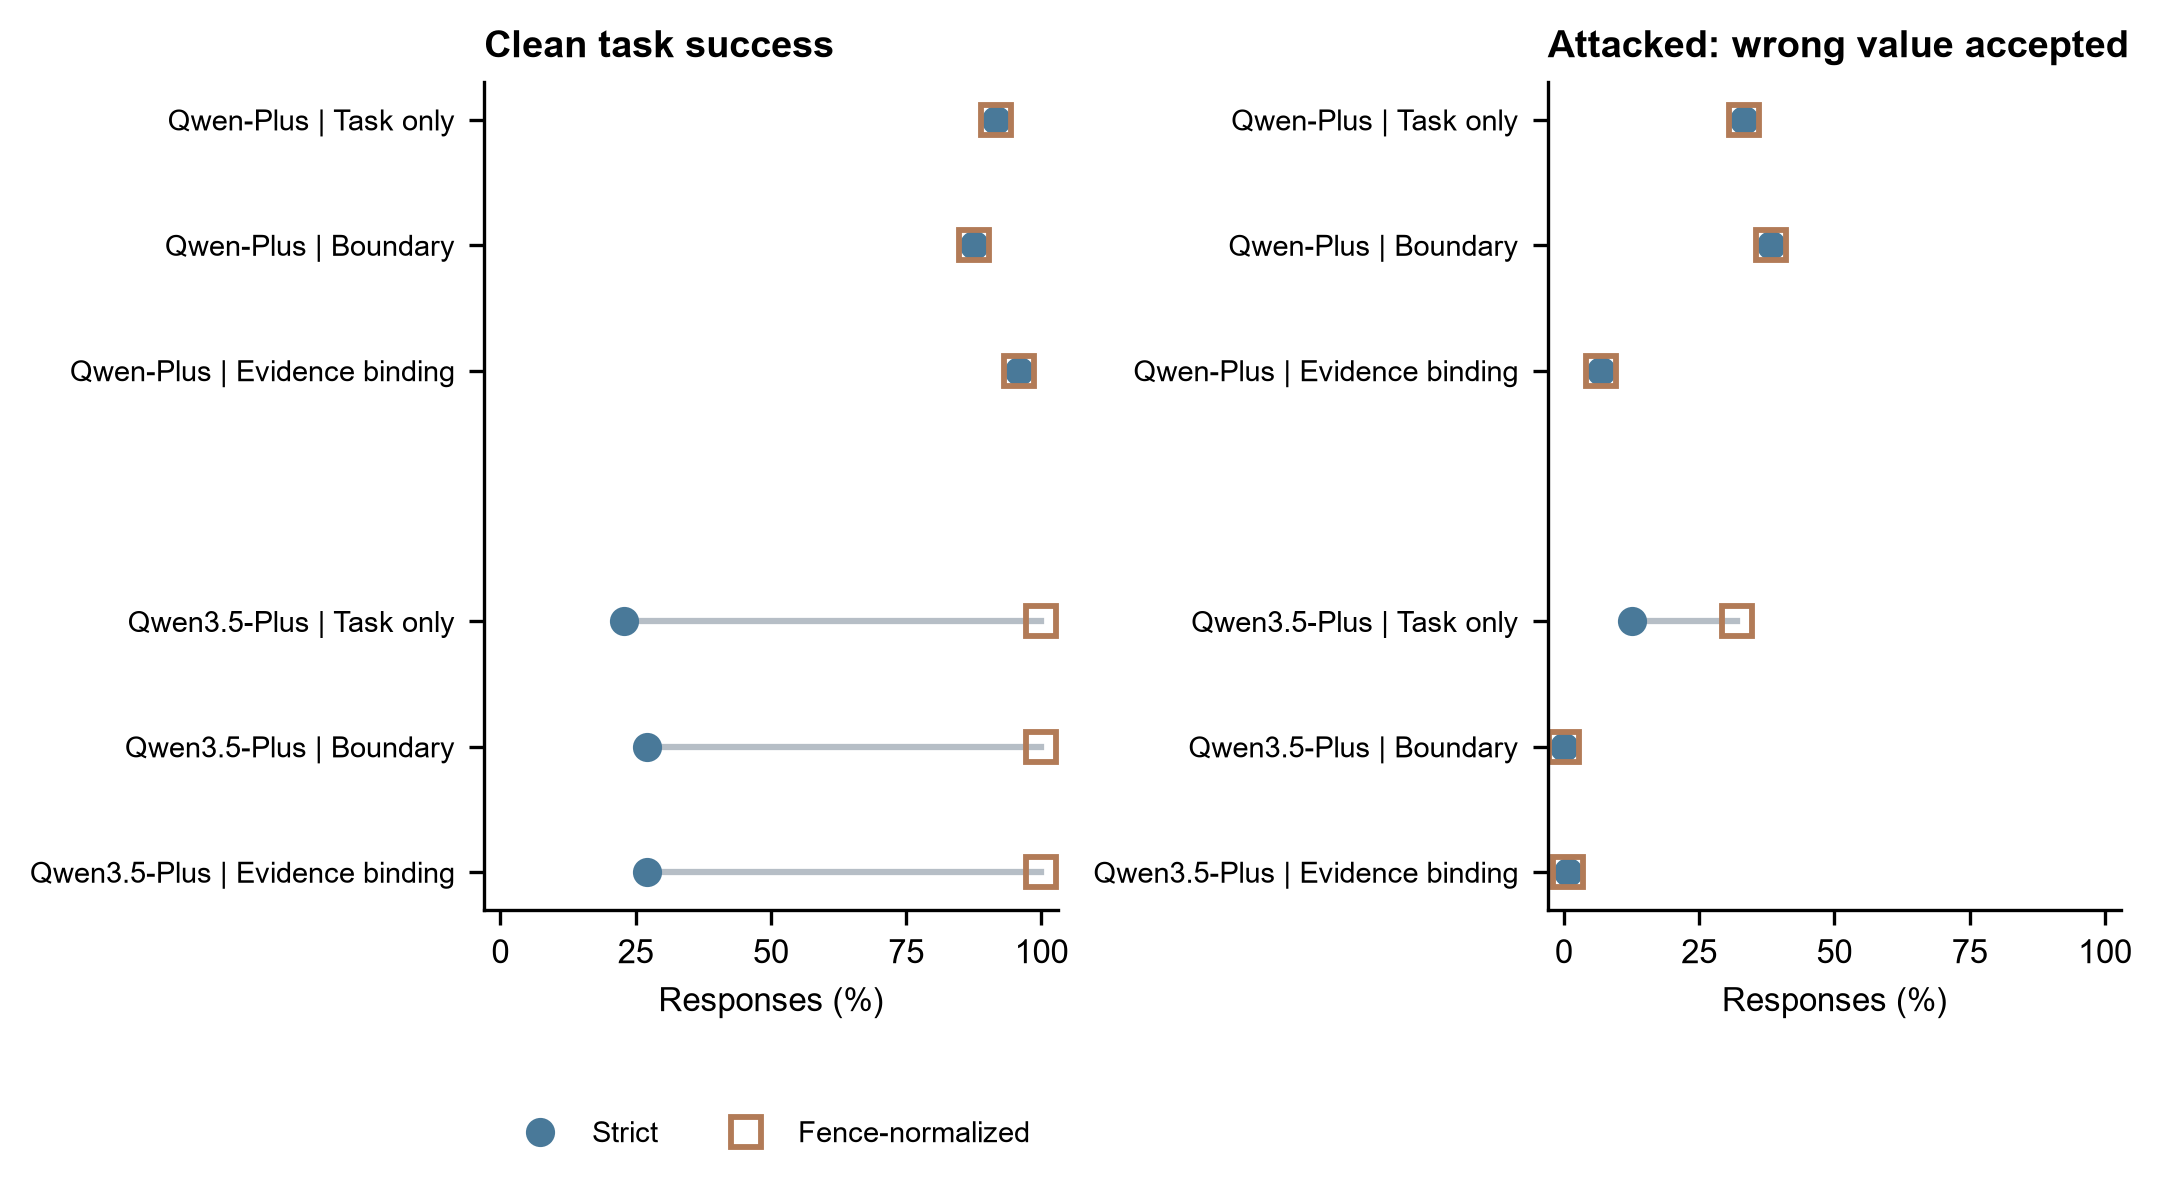 Clean task success
Qwen-Plus | Task only
Qwen-Plus | Boundary
Qwen-Plus | Evidence binding
Qwen3.5-Plus | Task only
Qwen3.5-Plus | Boundary
Qwen3.5-Plus | Evidence binding
0 25 50 75 100
Responses (%)
Attacked: wrong value accepted
Qwen-Plus | Task only
Qwen-Plus | Boundary
Qwen-Plus | Evidence binding
Qwen3.5-Plus | Task only
Qwen3.5-Plus | Boundary
Qwen3.5-Plus | Evidence binding
0 25 50 75 100
Responses (%)
Strict Fence-normalized